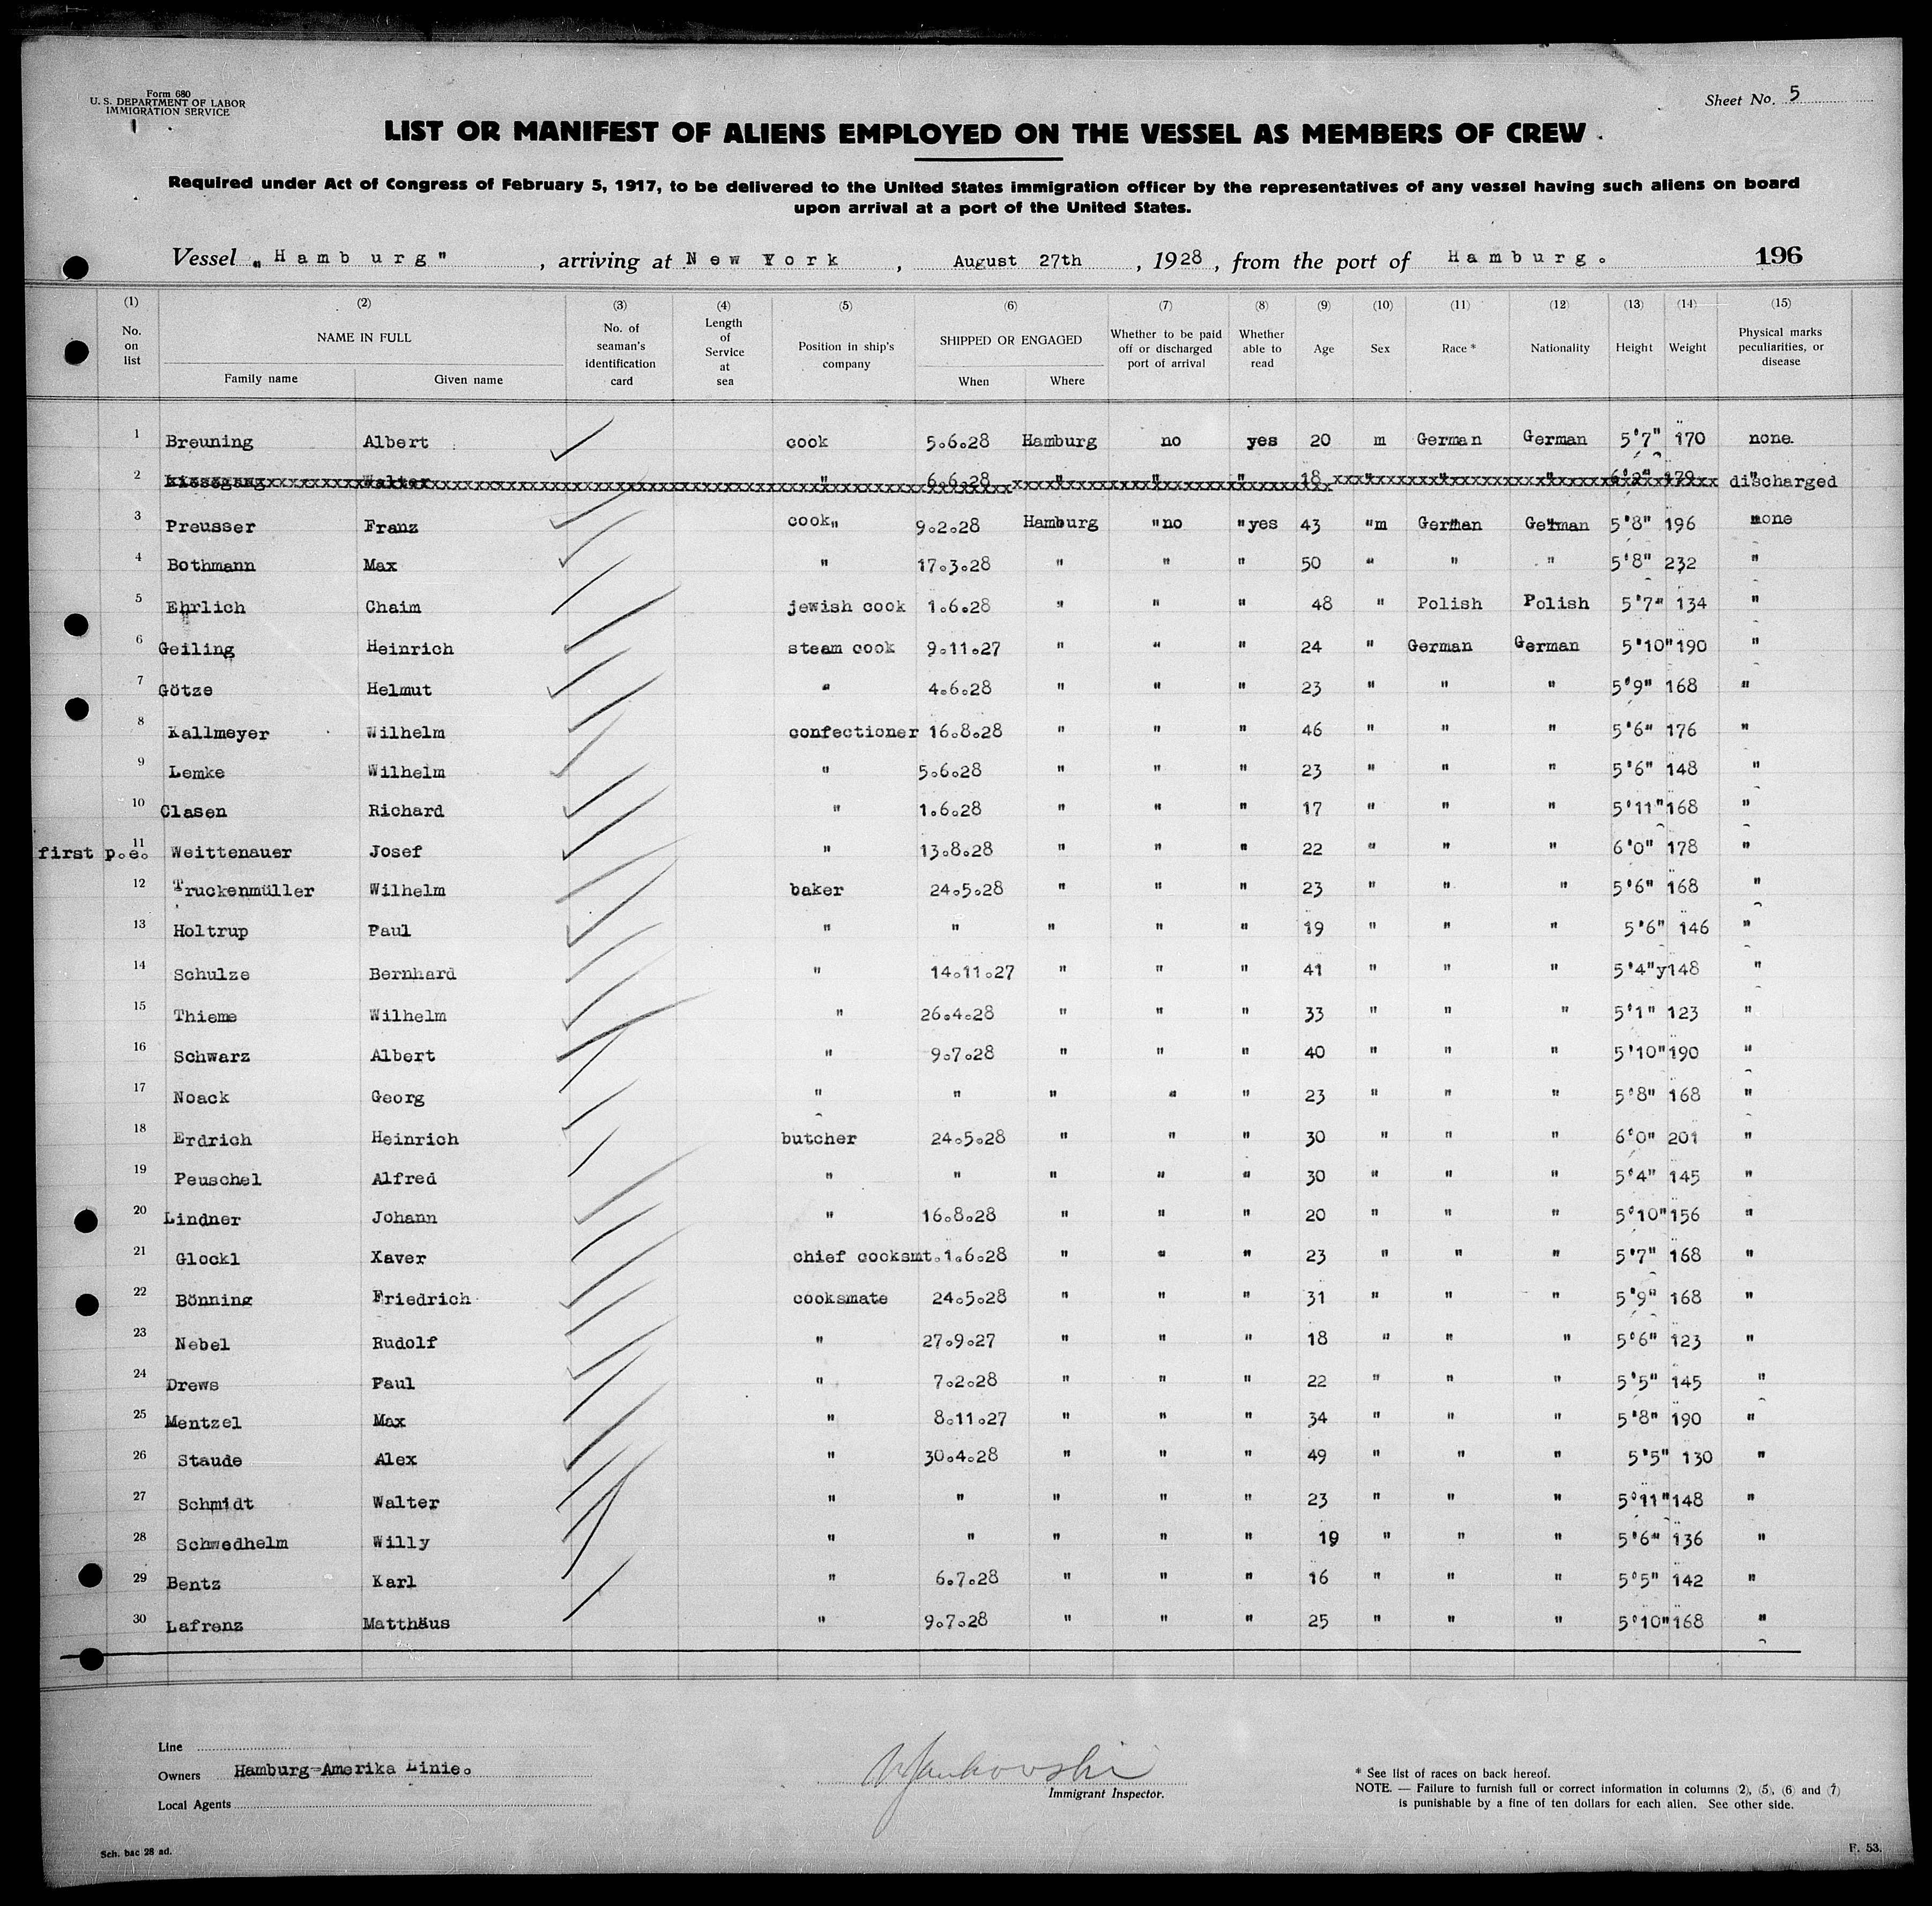 Form 680
U. S. DEPARTMENT OF LABOR
IMMIGRATION SERVICE
Sheet No. 5
LIST OR MANIFEST OF ALIENS EMPLOYED ON THE VESSEL AS MEMBERS OF CREW
Required under Act of Congress of February 5, 1917, to be delivered to the United States immigration officer by the representatives of any vessel having such aliens on board
upon arrival at a port of the United States.
Vessel „Hamburg" , arriving at New York , August 27th , 1928 , from the port of Hamburg. 196
(1) (2) (3) (4) (5) (6) (7) (8) (9) (10) (11) (12) (13) (14) (15)
No. on list NAME IN FULL Family name Given name No. of seaman's identification card Length of Service at sea Position in ship's company SHIPPED OR ENGAGED When Where Whether to be paid off or discharged port of arrival Whether able to read Age Sex Race * Nationality Height Weight Physical marks peculiarities, or disease
1 Breuning Albert cook 5.6.28 Hamburg no yes 20 m German German 5'7" 170 none
2 Walter " 6.6.28 " " " 18 " " " 6'2" 179 " discharged
3 Preusser Franz cook" 9.2.28 Hamburg "no "yes 43 "m German German 5'8" 196 none
4 Bothmann Max " 17.3.28 " " " 50 " " " 5'8" 232 "
5 Ehrlich Chaim jewish cook 1.6.28 " " " 48 " Polish Polish 5'7" 134 "
6 Geiling Heinrich steam cook 9.11.27 " " " 24 " German German 5'10" 190 "
7 Götze Helmut " 4.6.28 " " " 23 " " " 5'9" 168 "
8 Kallmeyer Wilhelm confectioner 16.8.28 " " " 46 " " " 5'6" 176 "
9 Lemke Wilhelm " 5.6.28 " " " 23 " " " 5'6" 148 "
10 Clasen Richard " 1.6.28 " " " 17 " " " 5'11" 168 "
first p.e. 11 Weittenauer Josef " 13.8.28 " " " 22 " " " 6'0" 178 "
12 Truckenmüller Wilhelm baker 24.5.28 " " " 23 " " " 5'6" 168 "
13 Holtrup Paul " " " " " 19 " " " 5'6" 146 "
14 Schulze Bernhard " 14.11.27 " " " 41 " " " 5'4"y148 "
15 Thieme Wilhelm " 26.4.28 " " " 33 " " " 5'1" 123 "
16 Schwarz Albert " 9.7.28 " " " 40 " " " 5'10" 190 "
17 Noack Georg " " " " " 23 " " " 5'8" 168 "
18 Erdrich Heinrich butcher 24.5.28 " " " 30 " " " 6'0" 201 "
19 Peuschel Alfred " " " " " 30 " " " 5'4" 145 "
20 Lindner Johann " 16.8.28 " " " 20 " " " 5'10" 156 "
21 Glockl Xaver chief cooksmt. 1.6.28 " " " 23 " " " 5'7" 168 "
22 Bönning Friedrich cooksmate 24.5.28 " " " 31 " " " 5'9" 168 "
23 Nebel Rudolf " 27.9.27 " " " 18 " " " 5'6" 123 "
24 Drews Paul " 7.2.28 " " " 22 " " " 5'5" 145 "
25 Mentzel Max " 8.11.27 " " " 34 " " " 5'8" 190 "
26 Staude Alex " 30.4.28 " " " 49 " " " 5'5" 130 "
27 Schmidt Walter " " " " " 23 " " " 5'11" 148 "
28 Schwedhelm Willy " " " " " 19 " " " 5'6" 136 "
29 Bentz Karl " 6.7.28 " " " 16 " " " 5'5" 142 "
30 Lafrenz Matthäus " 9.7.28 " " " 25 " " " 5'10" 168 "
Line
Owners Hamburg-Amerika Linie.
Local Agents
Immigrant Inspector.
* See list of races on back hereof.
NOTE. — Failure to furnish full or correct information in columns (2), (5), (6) and (7)
is punishable by a fine of ten dollars for each alien. See other side.
Sch. bac 28 ad.
F. 53.